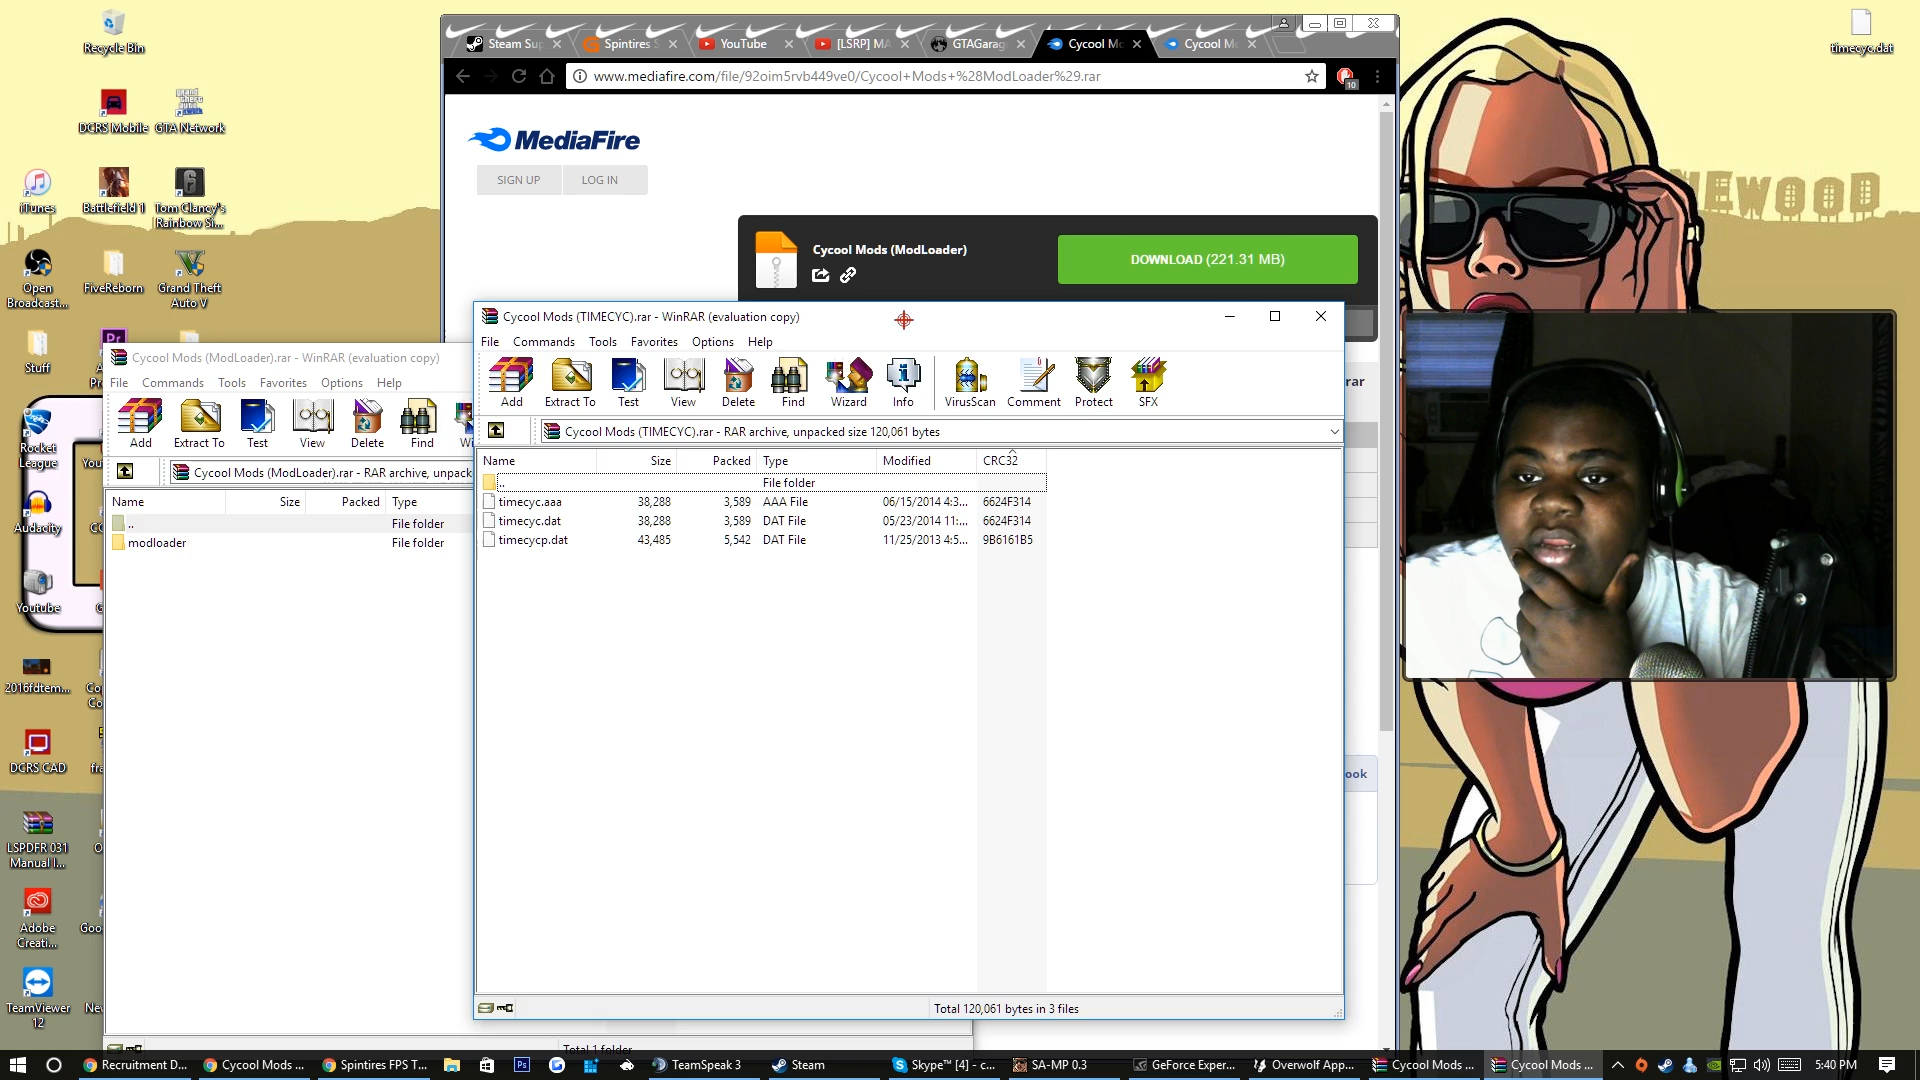 Recycle Bin
DCRS Mobile
GTA Network
iTunes
Battlefield 1
Tom Clancy's
Rainbow Si...
Open
Broadcast...
FiveReborn
Grand Theft
Auto V
Stuff
Pr
Rocket
League
Audacity
Youtube
2016fdtem...
DCRS CAD
LSPDFR 031
Manual I...
Adobe
Creati...
TeamViewer
12
timecyc.dat
Steam Sup
Spintires S
YouTube
[LSRP] MA
GTAGarag
Cycool Mo
Cycool Mo
www.mediafire.com/file/92oim5rvb449ve0/Cycool+Mods+%28ModLoader%29.rar
10
MediaFire
SIGN UP
LOG IN
Cycool Mods (ModLoader)
DOWNLOAD (221.31 MB)
rar
ook
Cycool Mods (ModLoader).rar - WinRAR (evaluation copy)
File Commands Tools Favorites Options Help
Add Extract To Test View Delete Find Wi
Cycool Mods (ModLoader).rar - RAR archive, unpacke
Name Size Packed Type
.. File folder
modloader File folder
Total 1 folder
Cycool Mods (TIMECYC).rar - WinRAR (evaluation copy)
File Commands Tools Favorites Options Help
Add Extract To Test View Delete Find Wizard Info VirusScan Comment Protect SFX
Cycool Mods (TIMECYC).rar - RAR archive, unpacked size 120,061 bytes
Name Size Packed Type Modified CRC32
.. File folder
timecyc.aaa 38,288 3,589 AAA File 06/15/2014 4:3... 6624F314
timecyc.dat 38,288 3,589 DAT File 05/23/2014 11:... 6624F314
timecycp.dat 43,485 5,542 DAT File 11/25/2013 4:5... 9B6161B5
Total 120,061 bytes in 3 files
EWOOD
Recruitment D...
Cycool Mods ...
Spintires FPS T...
Ps
TeamSpeak 3
Steam
Skype™ [4] - c...
SA-MP 0.3
GeForce Exper...
Overwolf App...
Cycool Mods ...
Cycool Mods ...
5:40 PM